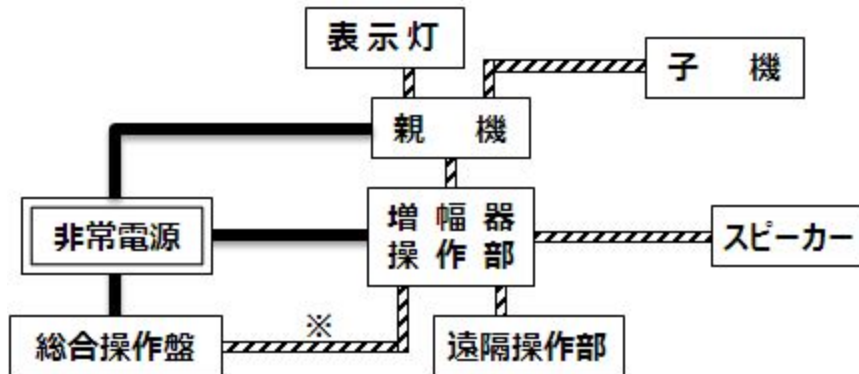 表示灯
子機
親機
非常電源
増幅器
操作部
スピーカー
※
総合操作盤
遠隔操作部